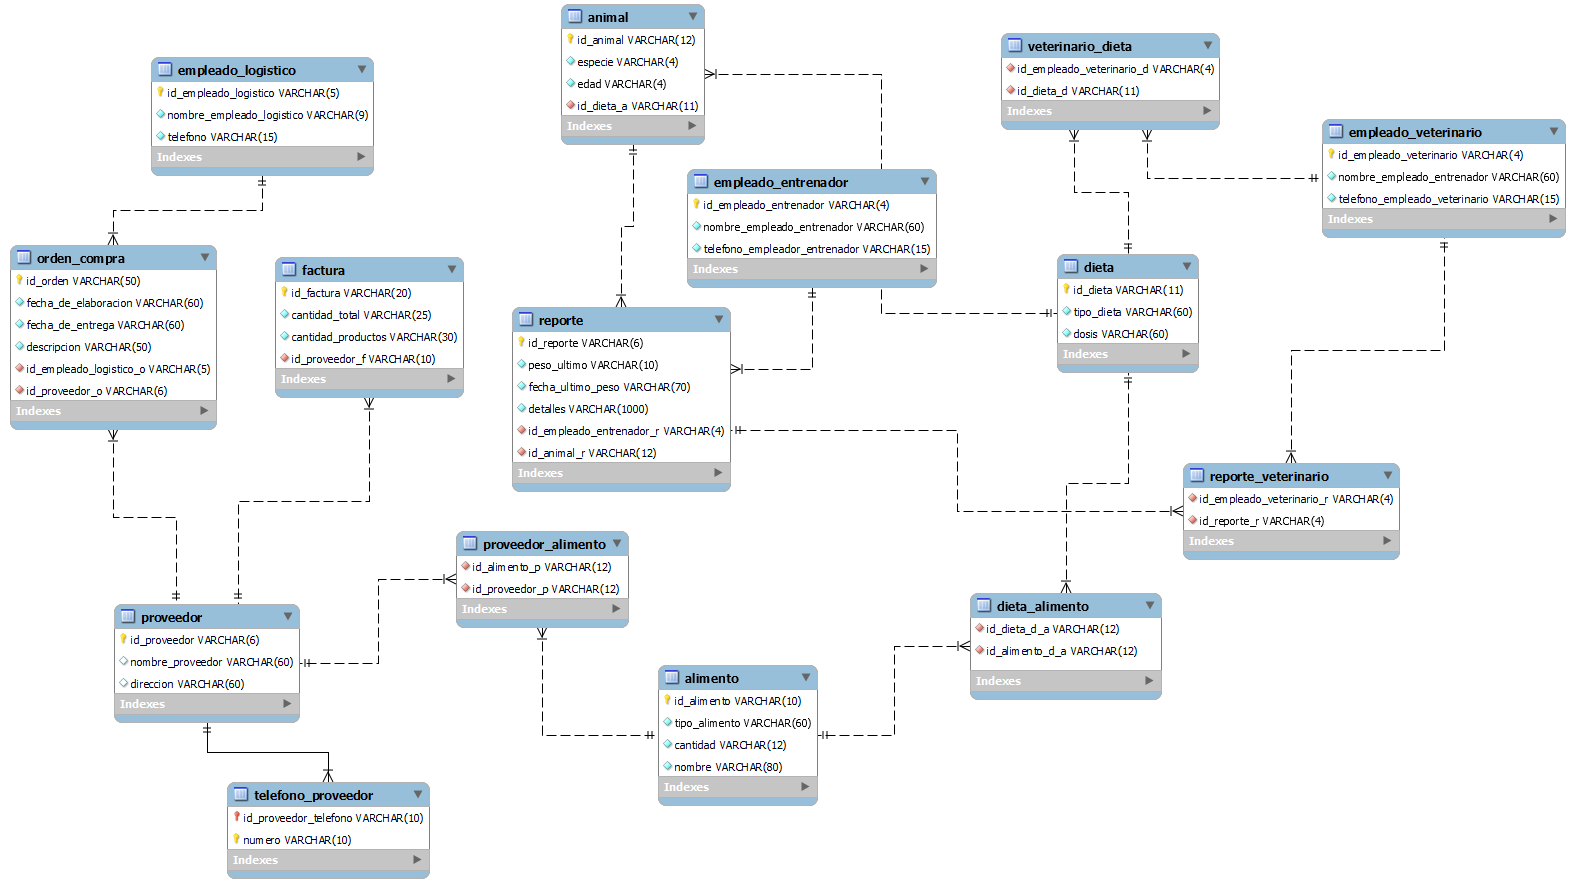 animal
id_animal VARCHAR(12)
especie VARCHAR(4)
edad VARCHAR(4)
id_dieta_a VARCHAR(11)
Indexes
veterinario_dieta
id_empleado_veterinario_d VARCHAR(4)
id_dieta_d VARCHAR(11)
Indexes
empleado_logistico
id_empleado_logistico VARCHAR(5)
nombre_empleado_logistico VARCHAR(9)
telefono VARCHAR(15)
Indexes
empleado_veterinario
id_empleado_veterinario VARCHAR(4)
nombre_empleado_entrenador VARCHAR(60)
telefono_empleado_veterinario VARCHAR(15)
Indexes
empleado_entrenador
id_empleado_entrenador VARCHAR(4)
nombre_empleado_entrenador VARCHAR(60)
telefono_empleador_entrenador VARCHAR(15)
Indexes
orden_compra
id_orden VARCHAR(50)
fecha_de_elaboracion VARCHAR(60)
fecha_de_entrega VARCHAR(60)
descripcion VARCHAR(50)
id_empleado_logistico_o VARCHAR(5)
id_proveedor_o VARCHAR(6)
Indexes
factura
id_factura VARCHAR(20)
cantidad_total VARCHAR(25)
cantidad_productos VARCHAR(30)
id_proveedor_f VARCHAR(10)
Indexes
dieta
id_dieta VARCHAR(11)
tipo_dieta VARCHAR(60)
dosis VARCHAR(60)
Indexes
reporte
id_reporte VARCHAR(6)
peso_ultimo VARCHAR(10)
fecha_ultimo_peso VARCHAR(70)
detalles VARCHAR(1000)
id_empleado_entrenador_r VARCHAR(4)
id_animal_r VARCHAR(12)
Indexes
reporte_veterinario
id_empleado_veterinario_r VARCHAR(4)
id_reporte_r VARCHAR(4)
Indexes
proveedor_alimento
id_alimento_p VARCHAR(12)
id_proveedor_p VARCHAR(12)
Indexes
dieta_alimento
id_dieta_d_a VARCHAR(12)
id_alimento_d_a VARCHAR(12)
Indexes
proveedor
id_proveedor VARCHAR(6)
nombre_proveedor VARCHAR(60)
direccion VARCHAR(60)
Indexes
alimento
id_alimento VARCHAR(10)
tipo_alimento VARCHAR(60)
cantidad VARCHAR(12)
nombre VARCHAR(80)
Indexes
telefono_proveedor
id_proveedor_telefono VARCHAR(10)
numero VARCHAR(10)
Indexes